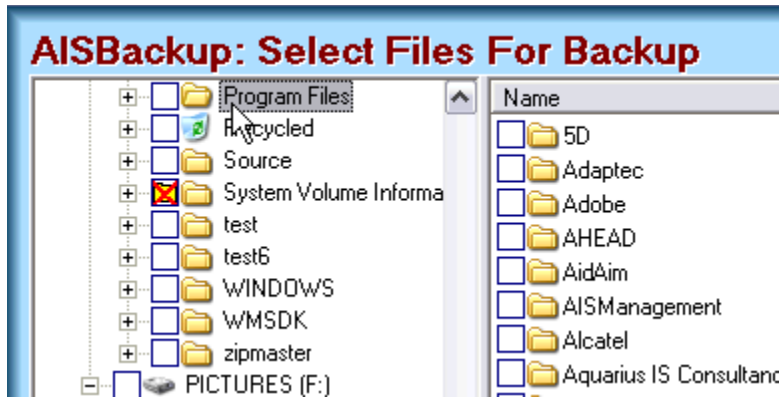 AISBackup: Select Files For Backup
Program Files
Recycled
Source
System Volume Informa
test
test6
WINDOWS
WMSDK
zipmaster
PICTURES (F:)
Name
5D
Adaptec
Adobe
AHEAD
AidAim
AISManagement
Alcatel
Aquarius IS Consultanc